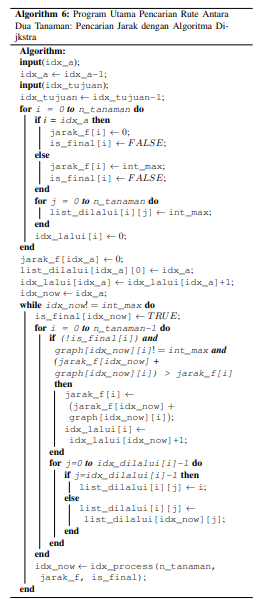 Algorithm 6: Program Utama Pencarian Rute Antara
Dua Tanaman: Pencarian Jarak dengan Algoritma Di-
jkstra
Algorithm:
input(idx_a);
idx_a ← idx_a-1;
input(idx_tujuan);
idx_tujuan ← idx_tujuan-1;
for i = 0 to n_tanaman do
if i = idx_a then
jarak_f[i] ← 0;
is_final[i] ← FALSE;
else
jarak_f[i] ← int_max;
is_final[i] ← FALSE;
end
for j = 0 to n_tanaman do
list_dilalui[i][j] ← int_max;
end
idx_lalui[i] ← 0;
end
jarak_f[idx_a] ← 0;
list_dilalui[idx_a][0] ← idx_a;
idx_lalui[idx_a] ← idx_lalui[idx_a]+1;
idx_now ← idx_a;
while idx_now! = int_max do
is_final[idx_now] ← TRUE;
for i = 0 to n_tanaman-1 do
if (!is_final[i]) and
graph[idx_now][i]! = int_max and
(jarak_f[idx_now] +
graph[idx_now][i]) > jarak_f[i]
then
jarak_f[i] ←
(jarak_f[idx_now] +
graph[idx_now][i]);
idx_lalui[i] ←
idx_lalui[idx_now]+1;
end
for j=0 to idx_dilalui[i]-1 do
if j=idx_dilalui[i]-1 then
list_dilalui[i][j] ← i;
else
list_dilalui[i][j] ←
list_dilalui[idx_now][j];
end
end
end
idx_now ← idx_process(n_tanaman,
jarak_f, is_final);
end